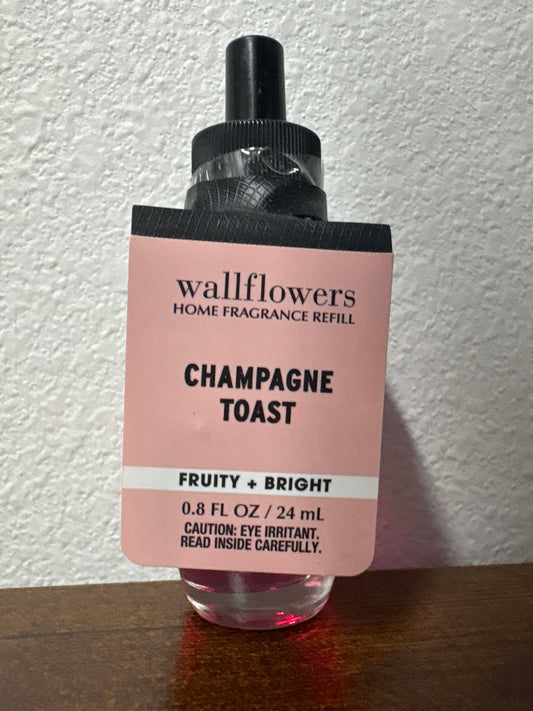 wallflowers
HOME FRAGRANCE REFILL
CHAMPAGNE
TOAST
FRUITY + BRIGHT
0.8 FL OZ / 24 mL
CAUTION: EYE IRRITANT.
READ INSIDE CAREFULLY.